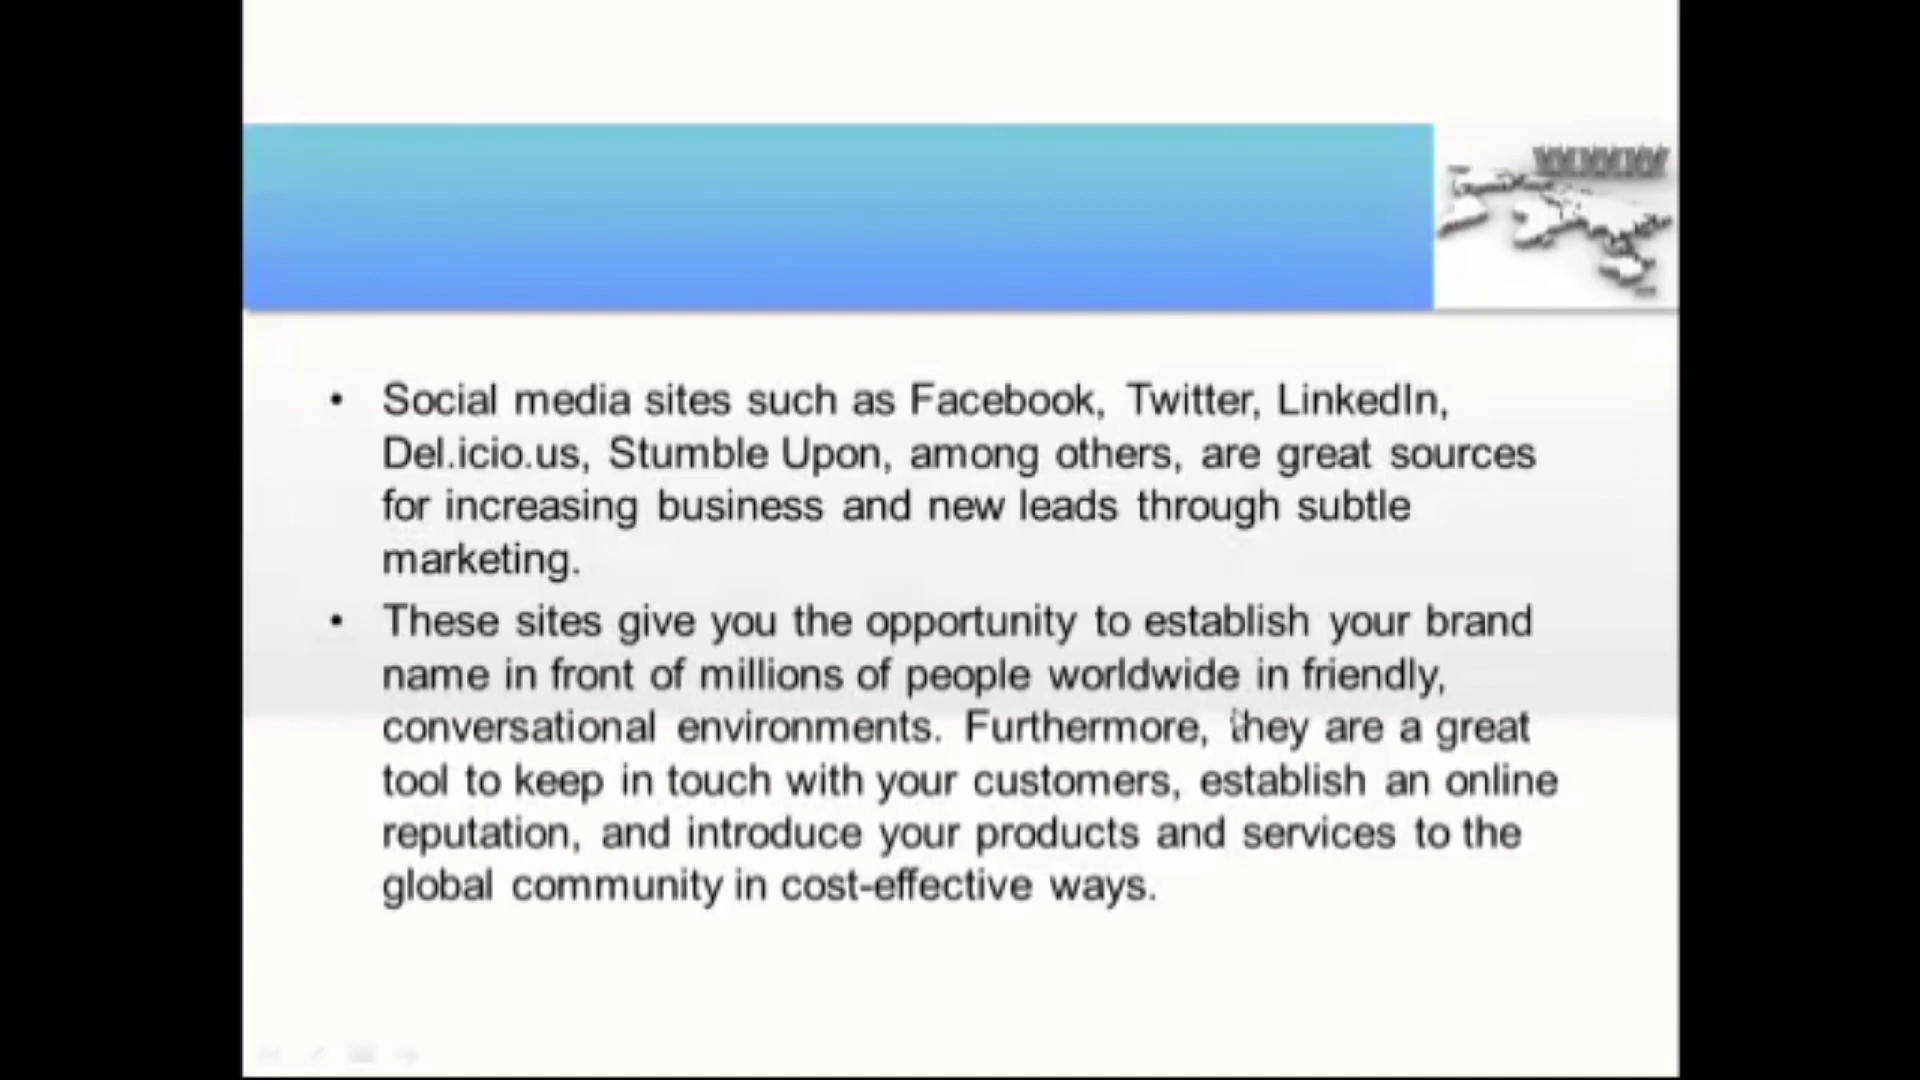 WWW
• Social media sites such as Facebook, Twitter, LinkedIn,
Del.icio.us, Stumble Upon, among others, are great sources
for increasing business and new leads through subtle
marketing.
• These sites give you the opportunity to establish your brand
name in front of millions of people worldwide in friendly,
conversational environments. Furthermore, they are a great
tool to keep in touch with your customers, establish an online
reputation, and introduce your products and services to the
global community in cost-effective ways.